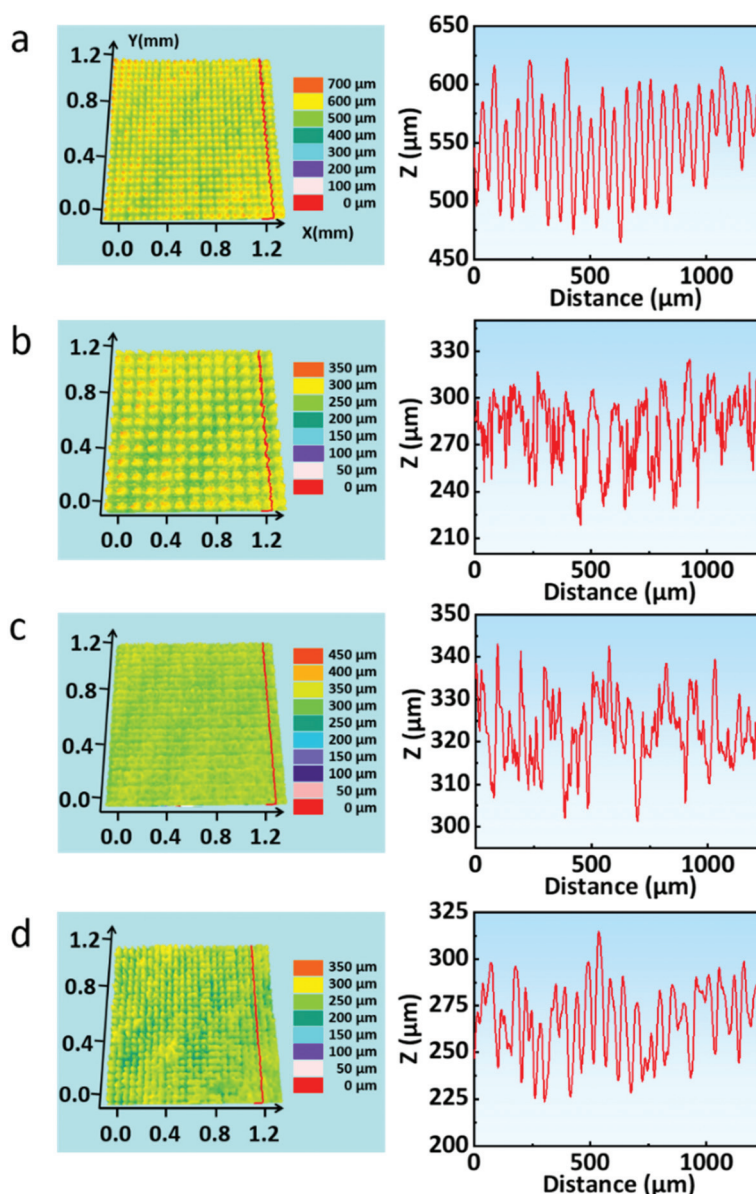 a
Y(mm)
1.2
0.8
0.4
0.0
0.0 0.4 0.8 1.2
X(mm)
700 µm
600 µm
500 µm
400 µm
300 µm
200 µm
100 µm
0 µm
Z (µm)
650
600
550
500
450
0 500 1000
Distance (µm)
b
1.2
0.8
0.4
0.0
0.0 0.4 0.8 1.2
350 µm
300 µm
250 µm
200 µm
150 µm
100 µm
50 µm
0 µm
Z (µm)
330
300
270
240
210
0 500 1000
Distance (µm)
c
1.2
0.8
0.4
0.0
0.0 0.4 0.8 1.2
450 µm
400 µm
350 µm
300 µm
250 µm
200 µm
150 µm
100 µm
50 µm
0 µm
Z (µm)
350
340
330
320
310
300
0 500 1000
Distance (µm)
d
1.2
0.8
0.4
0.0
0.0 0.4 0.8 1.2
350 µm
300 µm
250 µm
200 µm
150 µm
100 µm
50 µm
0 µm
Z (µm)
325
300
275
250
225
200
0 500 1000
Distance (µm)